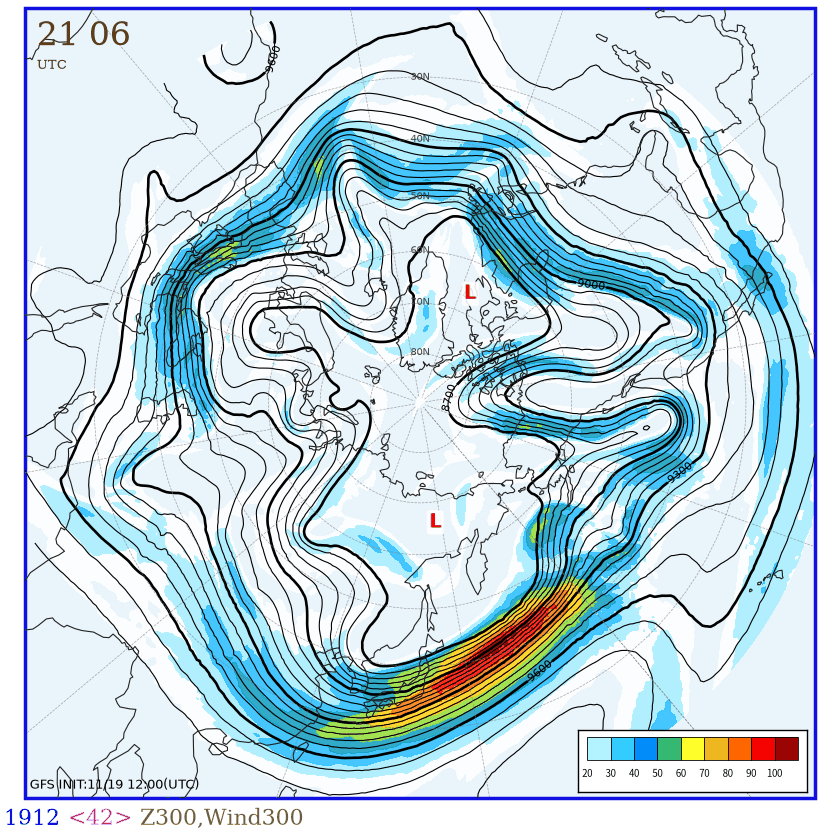 21 06
UTC
9600
30N
40N
50N
60N
9000
70N
80N
8700
9300
L
L
9600
20 30 40 50 60 70 80 90 100
GFS INIT:11/19 12:00(UTC)
1912 <42> Z300,Wind300